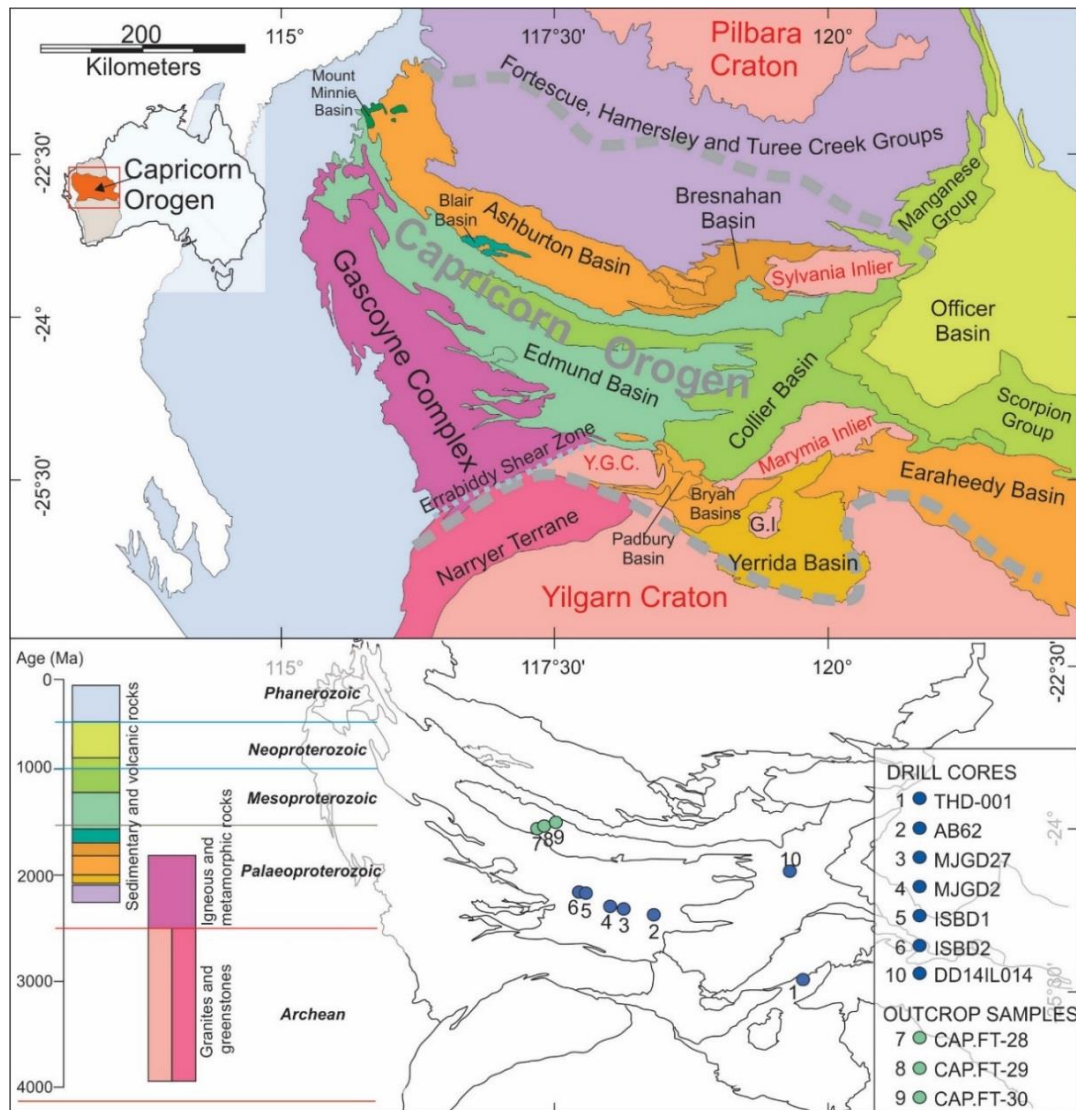 200
Kilometers
115°
117°30'
120°
Pilbara
Craton
Mount
Minnie
Basin
Fortescue, Hamersley and Turee Creek Groups
-22°30'
Capricorn
Orogen
Manganese
Group
Bresnahan
Basin
Blair
Basin
Ashburton Basin
Sylvania Inlier
Capricorn Orogen
Gascoyne Complex
Officer
Basin
-24°
Edmund Basin
Collier Basin
Scorpion
Group
Marymia Inlier
Errabiddy Shear Zone
Y.G.C.
-25°30'
Earaheedy Basin
Bryah
Basins
G.I.
Padbury
Basin
Narryer Terrane
Yerrida Basin
Yilgarn Craton
Age (Ma)
115°
117°30'
120°
-22°30'
0
Phanerozoic
Neoproterozoic
1000
Mesoproterozoic
Sedimentary and volcanic rocks
Palaeoproterozoic
2000
Igneous and
metamorphic rocks
3000
Granites and
greenstones
Archean
4000
789
10
6 5 4 3 2
1
-24°
5°30'
DRILL CORES
1 THD-001
2 AB62
3 MJGD27
4 MJGD2
5 ISBD1
6 ISBD2
10 DD14IL014
OUTCROP SAMPLES
7 CAP.FT-28
8 CAP.FT-29
9 CAP.FT-30